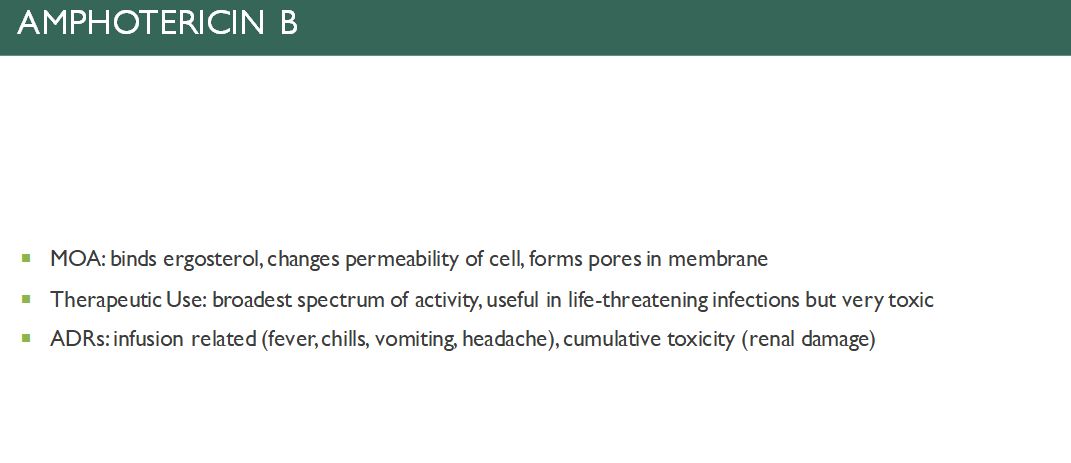 AMPHOTERICIN B
▪ MOA: binds ergosterol, changes permeability of cell, forms pores in membrane
▪ Therapeutic Use: broadest spectrum of activity, useful in life-threatening infections but very toxic
▪ ADRs: infusion related (fever, chills, vomiting, headache), cumulative toxicity (renal damage)